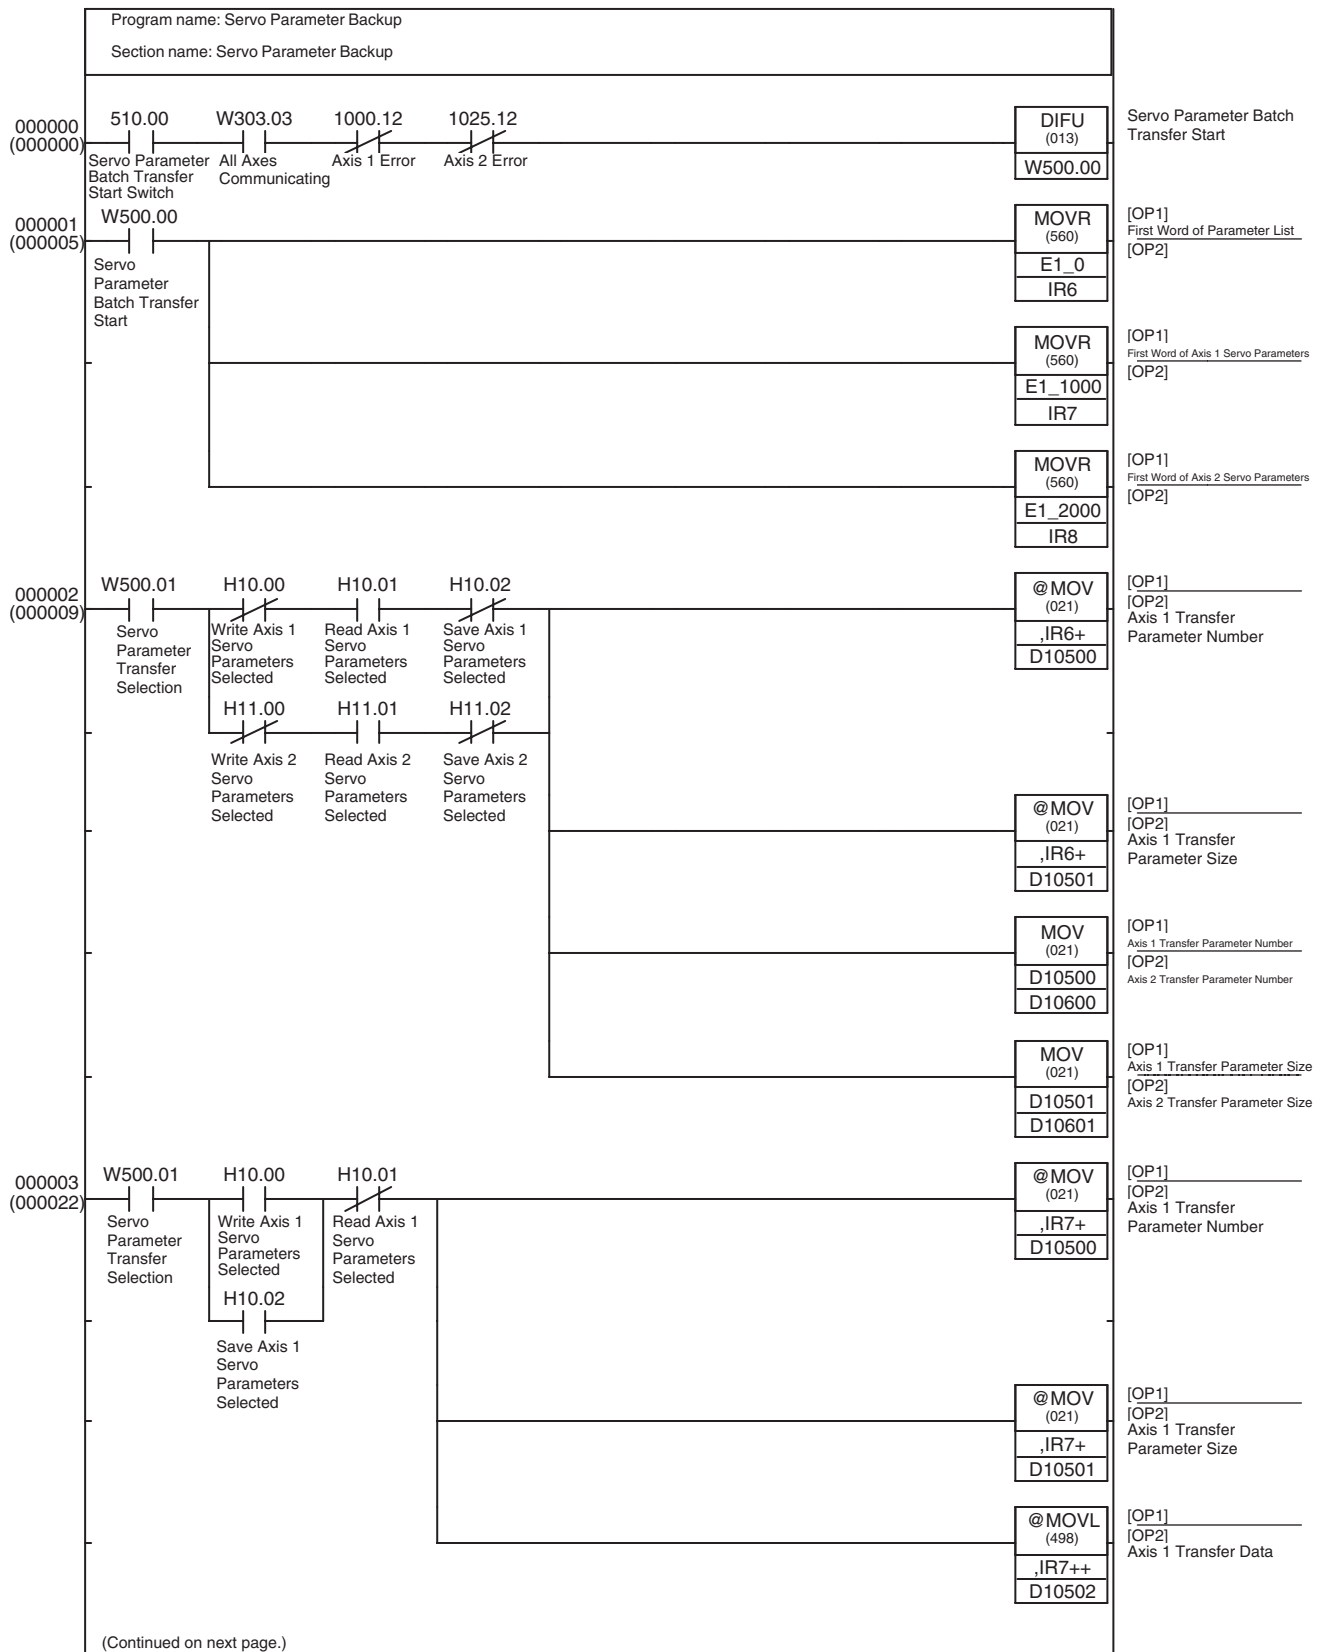 Program name: Servo Parameter Backup
Section name: Servo Parameter Backup
000000
(000000)
510.00 W303.03 1000.12 1025.12
Servo Parameter
Batch Transfer
Start Switch
All Axes
Communicating
Axis 1 Error
Axis 2 Error
DIFU
(013)
W500.00
Servo Parameter Batch
Transfer Start
000001
(000005)
W500.00
Servo
Parameter
Batch Transfer
Start
MOVR
(560)
E1_0
IR6
[OP1]
First Word of Parameter List
[OP2]
MOVR
(560)
E1_1000
IR7
[OP1]
First Word of Axis 1 Servo Parameters
[OP2]
MOVR
(560)
E1_2000
IR8
[OP1]
First Word of Axis 2 Servo Parameters
[OP2]
000002
(000009)
W500.01 H10.00 H10.01 H10.02
Servo
Parameter
Transfer
Selection
Write Axis 1
Servo
Parameters
Selected
Read Axis 1
Servo
Parameters
Selected
Save Axis 1
Servo
Parameters
Selected
@MOV
(021)
,IR6+
D10500
[OP1]
[OP2]
Axis 1 Transfer
Parameter Number
H11.00 H11.01 H11.02
Write Axis 2
Servo
Parameters
Selected
Read Axis 2
Servo
Parameters
Selected
Save Axis 2
Servo
Parameters
Selected
@MOV
(021)
,IR6+
D10501
[OP1]
[OP2]
Axis 1 Transfer
Parameter Size
MOV
(021)
D10500
D10600
[OP1]
Axis 1 Transfer Parameter Number
[OP2]
Axis 2 Transfer Parameter Number
MOV
(021)
D10501
D10601
[OP1]
Axis 1 Transfer Parameter Size
[OP2]
Axis 2 Transfer Parameter Size
000003
(000022)
W500.01 H10.00 H10.01
Servo
Parameter
Transfer
Selection
Write Axis 1
Servo
Parameters
Selected
Read Axis 1
Servo
Parameters
Selected
@MOV
(021)
,IR7+
D10500
[OP1]
[OP2]
Axis 1 Transfer
Parameter Number
H10.02
Save Axis 1
Servo
Parameters
Selected
@MOV
(021)
,IR7+
D10501
[OP1]
[OP2]
Axis 1 Transfer
Parameter Size
@MOVL
(498)
,IR7++
D10502
[OP1]
[OP2]
Axis 1 Transfer Data
(Continued on next page.)